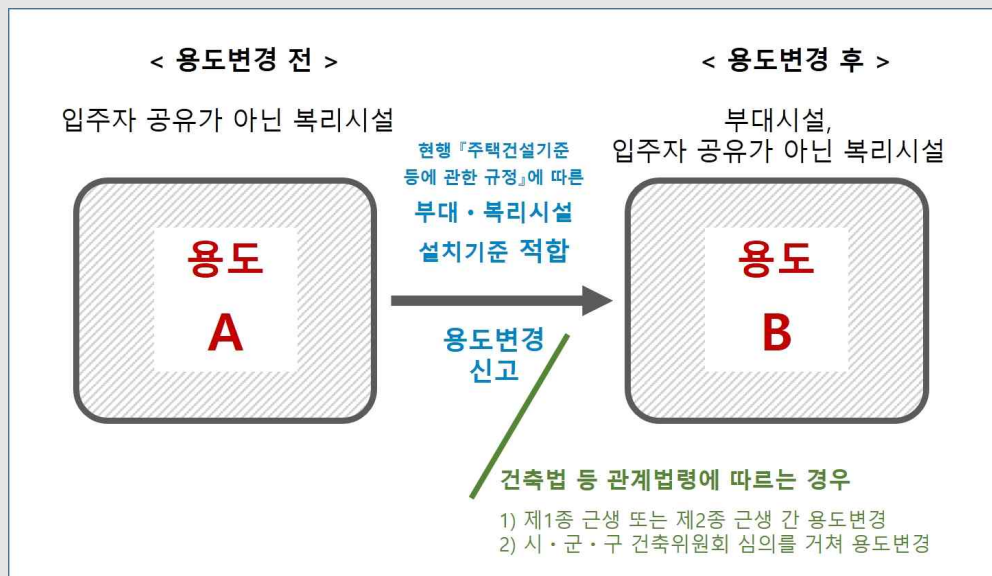 < 용도변경 전 >
입주자 공유가 아닌 복리시설
용도
A
현행 『주택건설기준
등에 관한 규정』에 따른
부대・복리시설
설치기준 적합
용도변경
신고
< 용도변경 후 >
부대시설,
입주자 공유가 아닌 복리시설
용도
B
건축법 등 관계법령에 따르는 경우
1) 제1종 근생 또는 제2종 근생 간 용도변경
2) 시・군・구 건축위원회 심의를 거쳐 용도변경